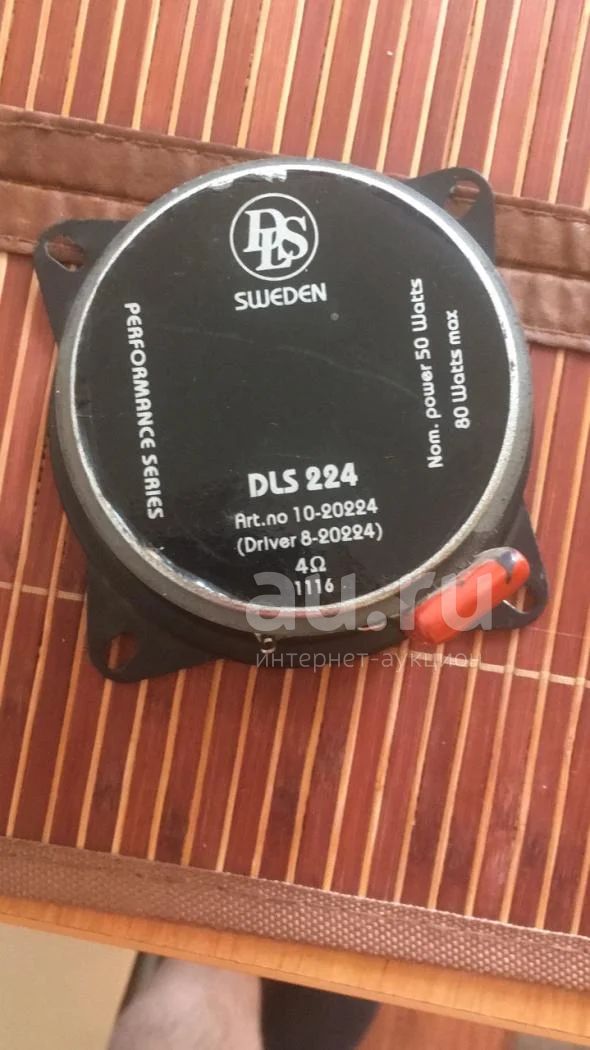 DLS
SWEDEN
PERFORMANCE SERIES
Nom. power 50 Watts
80 Watts max
DLS 224
Art.no 10-20224
(Driver 8-20224)
4Ω
1116
au.ru
интернет-аукцион